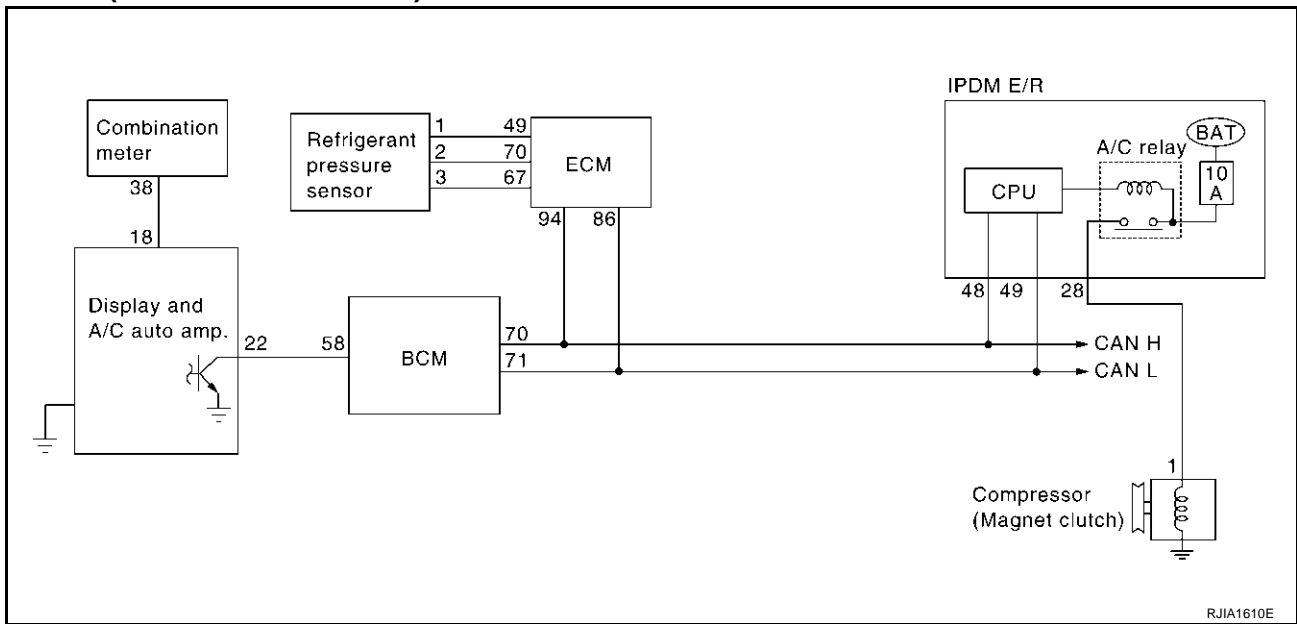 IPDM E/R
Combination
meter
38
18
Display and
A/C auto amp.
22
Refrigerant
pressure
sensor
1
2
3
49
70
67
ECM
94
86
58
BCM
70
71
CPU
A/C relay
BAT
10
A
48
49
28
CAN H
CAN L
1
Compressor
(Magnet clutch)
RJIA1610E